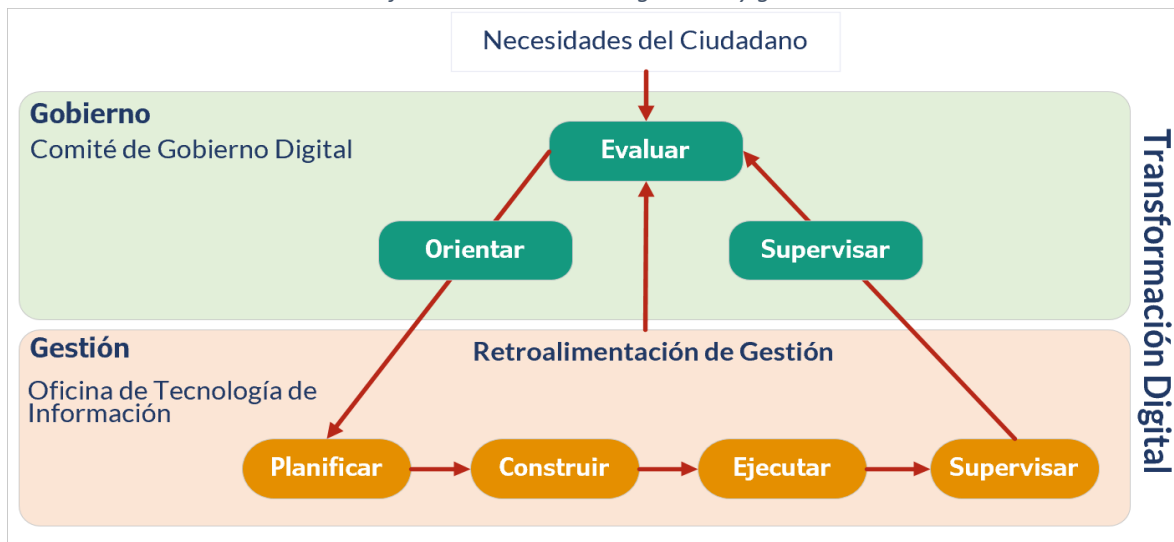 Necesidades del Ciudadano
Gobierno
Comité de Gobierno Digital
Evaluar
Orientar
Supervisar
Gestión
Retroalimentación de Gestión
Oficina de Tecnología de
Información
Planificar
Construir
Ejecutar
Supervisar
Transformación Digital